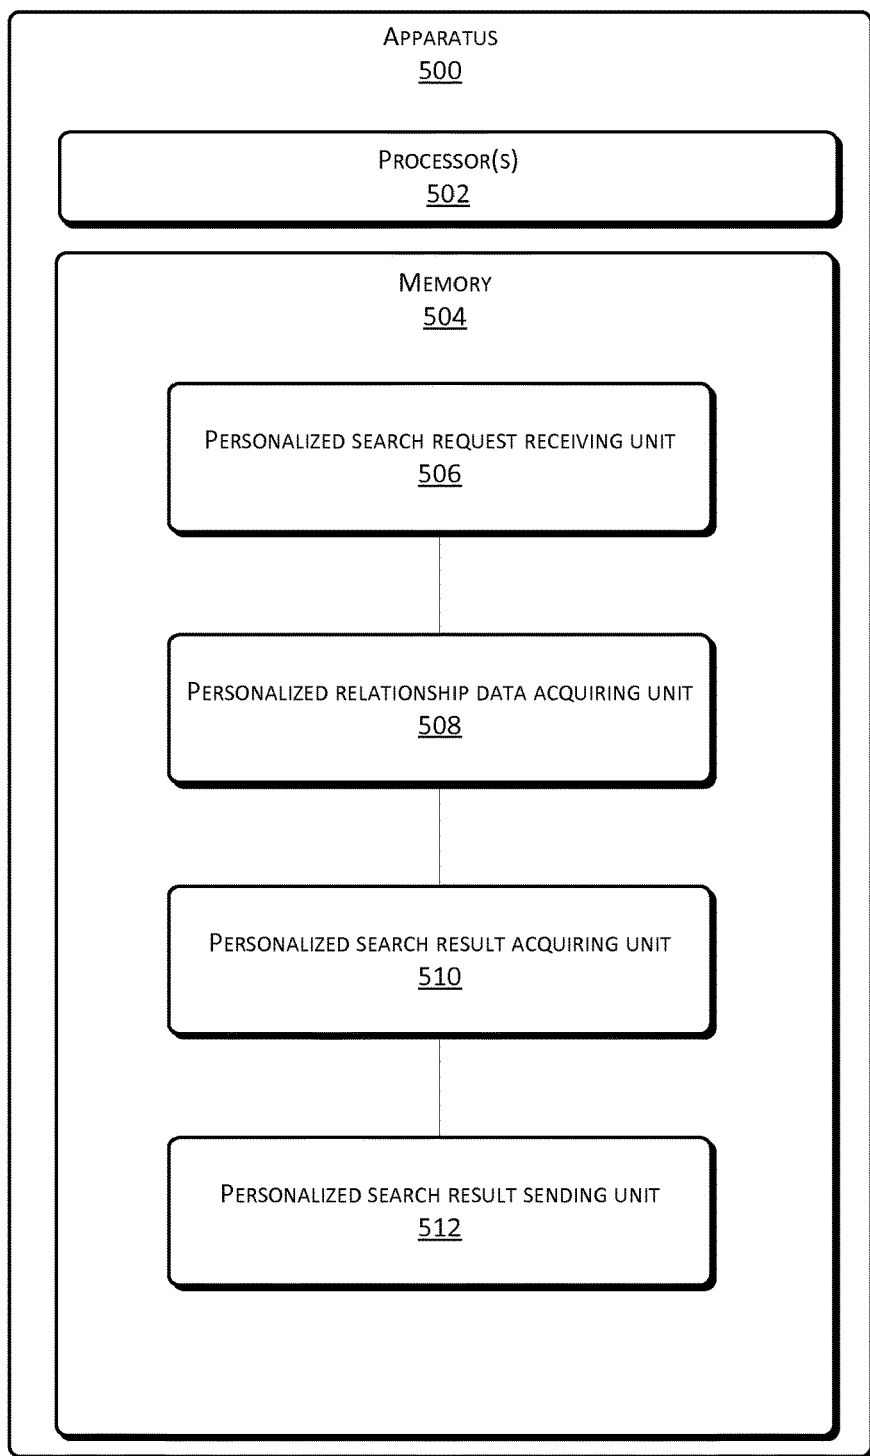 APPARATUS
500
PROCESSOR(S)
502
MEMORY
504
PERSONALIZED SEARCH REQUEST RECEIVING UNIT
506
PERSONALIZED RELATIONSHIP DATA ACQUIRING UNIT
508
PERSONALIZED SEARCH RESULT ACQUIRING UNIT
510
PERSONALIZED SEARCH RESULT SENDING UNIT
512